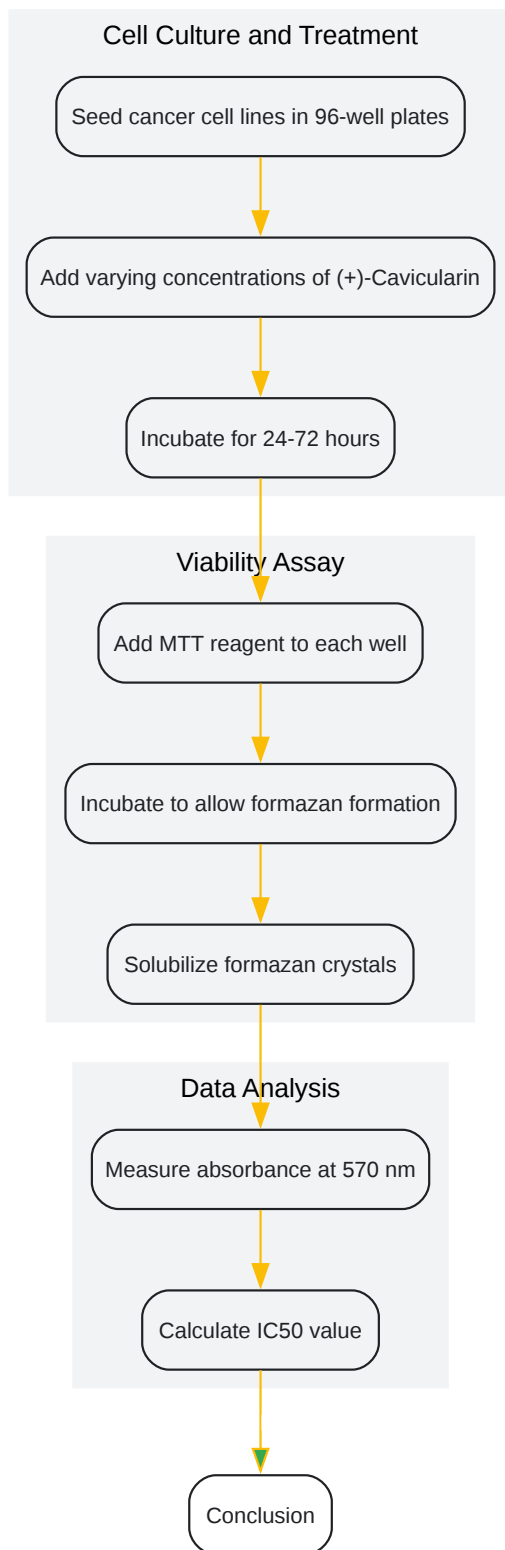 Cell Culture and Treatment
Seed cancer cell lines in 96-well plates
Add varying concentrations of (+)-Cavicularin
Incubate for 24-72 hours
Viability Assay
Add MTT reagent to each well
Incubate to allow formazan formation
Solubilize formazan crystals
Data Analysis
Measure absorbance at 570 nm
Calculate IC50 value
Conclusion